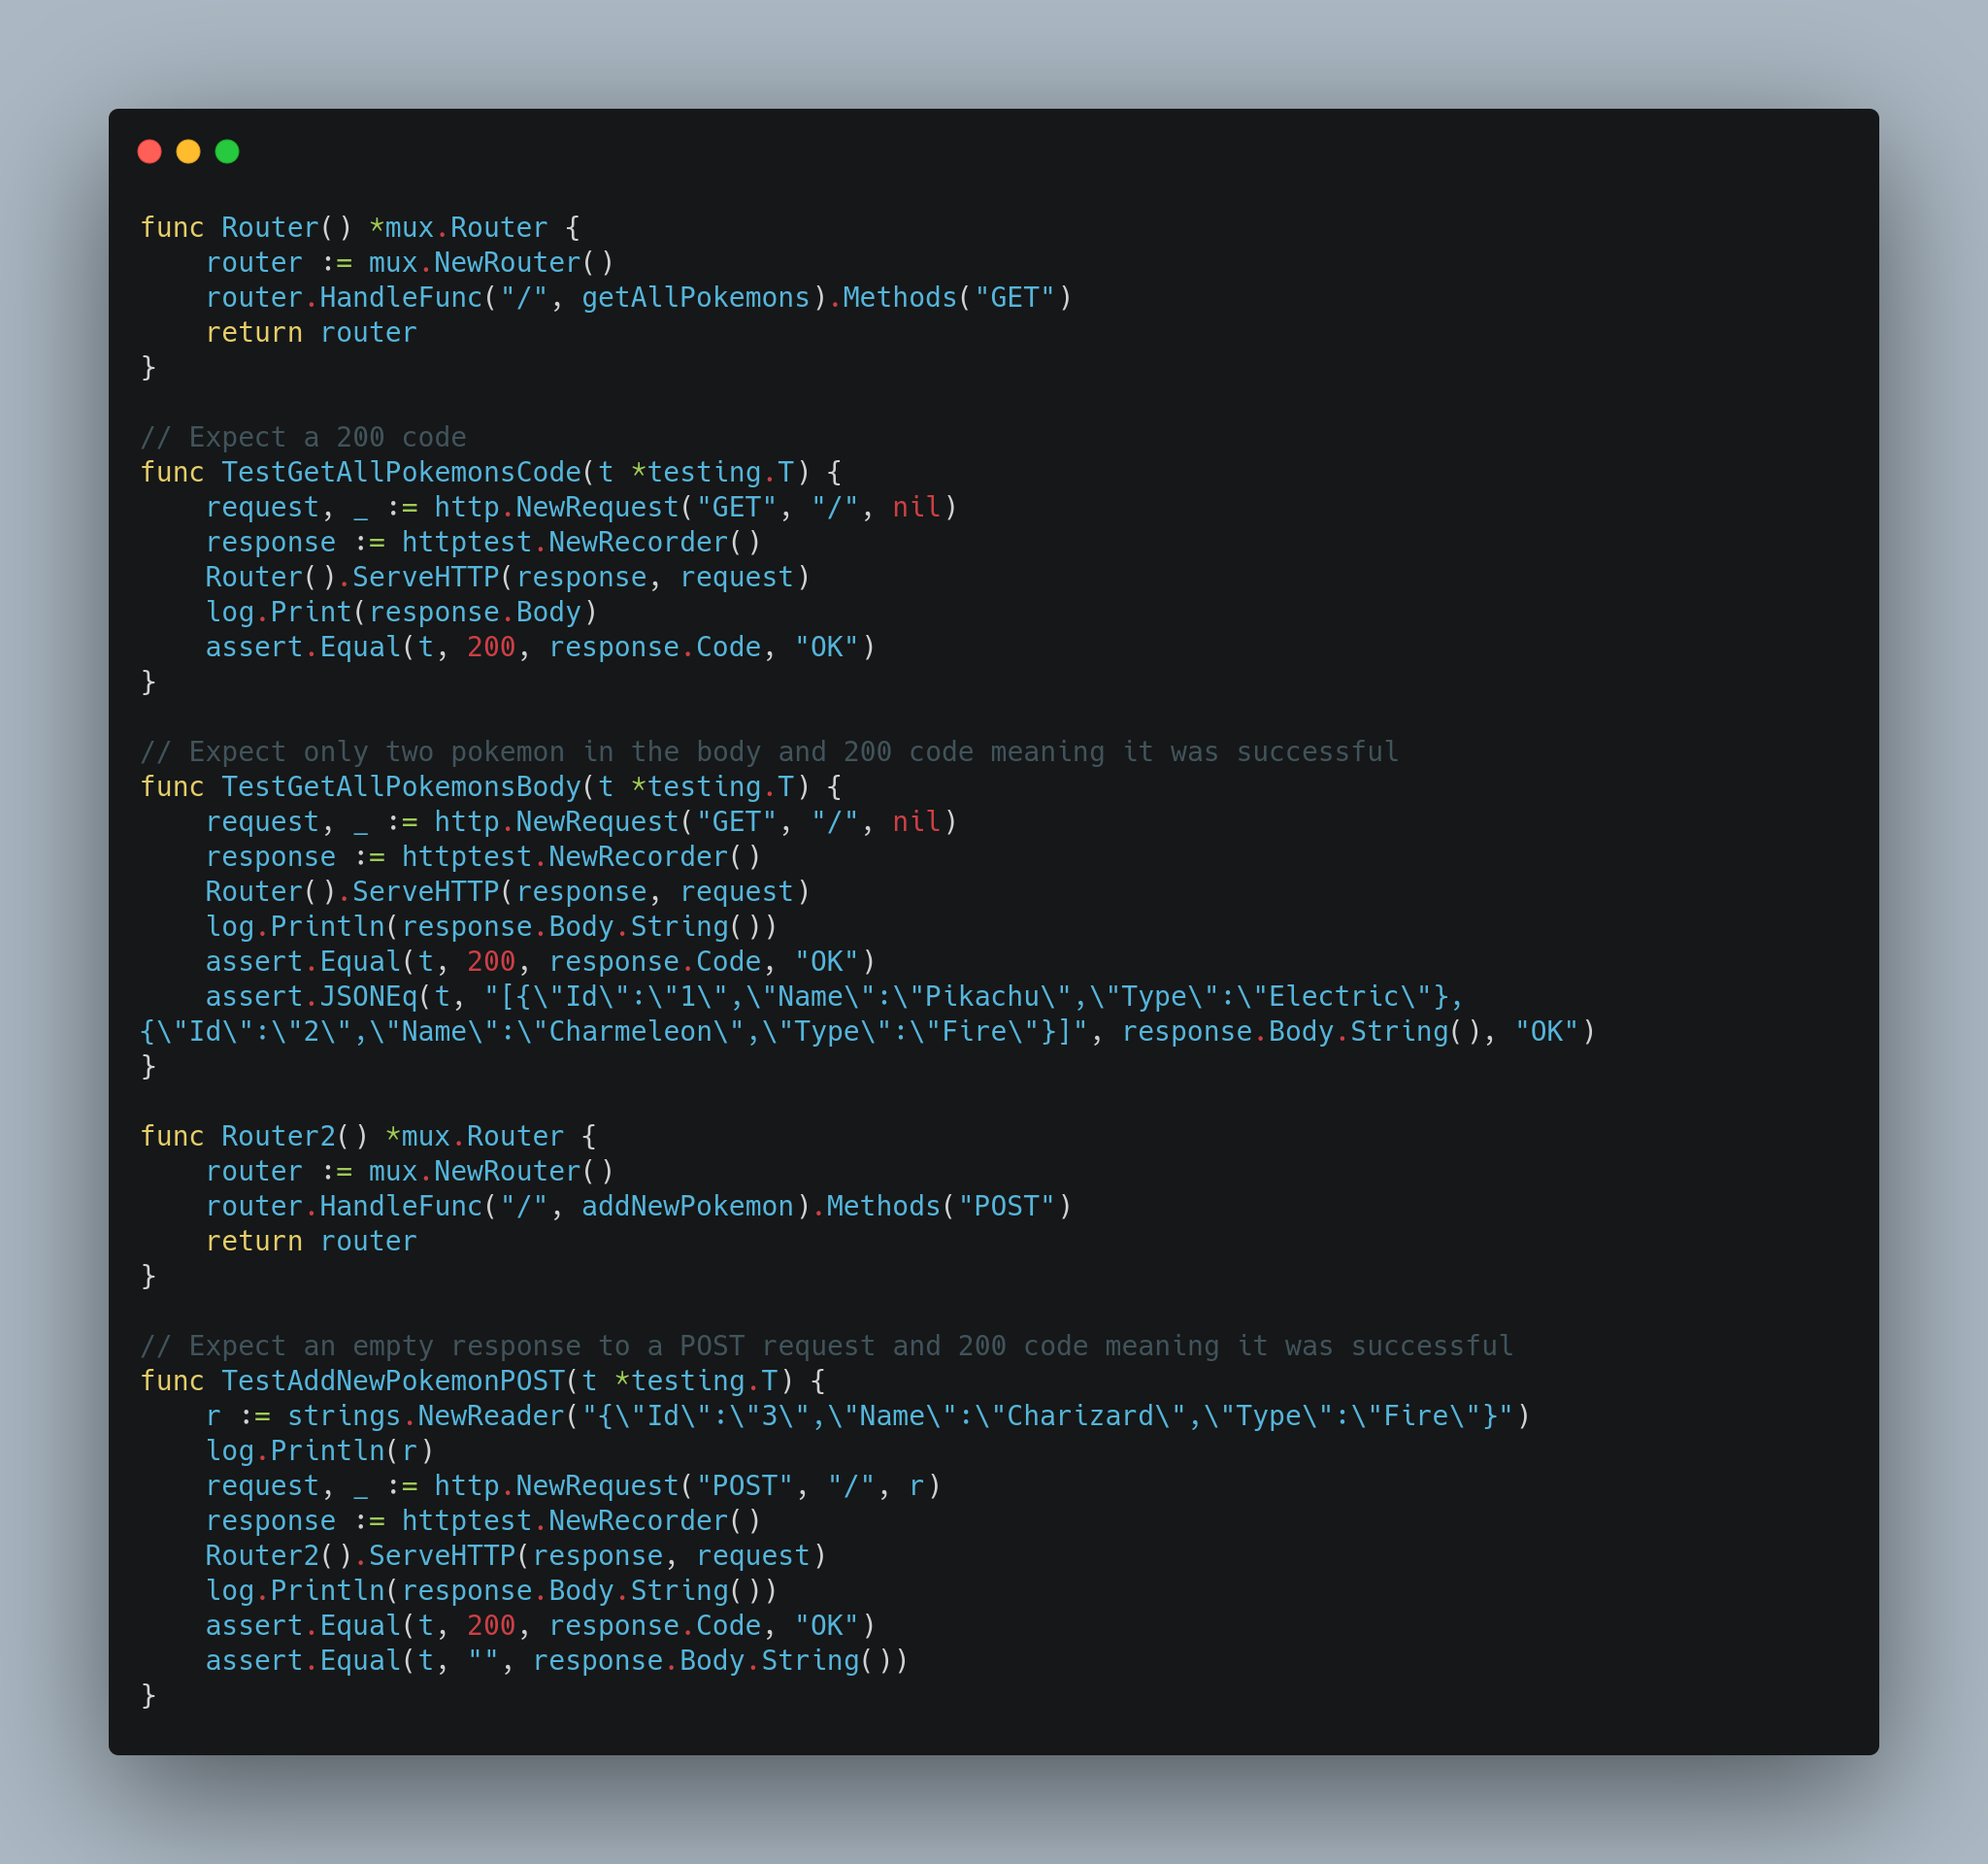 func Router() *mux.Router {
    router := mux.NewRouter()
    router.HandleFunc("/", getAllPokemons).Methods("GET")
    return router
}

// Expect a 200 code
func TestGetAllPokemonsCode(t *testing.T) {
    request, _ := http.NewRequest("GET", "/", nil)
    response := httptest.NewRecorder()
    Router().ServeHTTP(response, request)
    log.Print(response.Body)
    assert.Equal(t, 200, response.Code, "OK")
}

// Expect only two pokemon in the body and 200 code meaning it was successful
func TestGetAllPokemonsBody(t *testing.T) {
    request, _ := http.NewRequest("GET", "/", nil)
    response := httptest.NewRecorder()
    Router().ServeHTTP(response, request)
    log.Println(response.Body.String())
    assert.Equal(t, 200, response.Code, "OK")
    assert.JSONEq(t, "[{\"Id\":\"1\",\"Name\":\"Pikachu\",\"Type\":\"Electric\"},
{\"Id\":\"2\",\"Name\":\"Charmeleon\",\"Type\":\"Fire\"}]", response.Body.String(), "OK")
}

func Router2() *mux.Router {
    router := mux.NewRouter()
    router.HandleFunc("/", addNewPokemon).Methods("POST")
    return router
}

// Expect an empty response to a POST request and 200 code meaning it was successful
func TestAddNewPokemonPOST(t *testing.T) {
    r := strings.NewReader("{\"Id\":\"3\",\"Name\":\"Charizard\",\"Type\":\"Fire\"}")
    log.Println(r)
    request, _ := http.NewRequest("POST", "/", r)
    response := httptest.NewRecorder()
    Router2().ServeHTTP(response, request)
    log.Println(response.Body.String())
    assert.Equal(t, 200, response.Code, "OK")
    assert.Equal(t, "", response.Body.String())
}